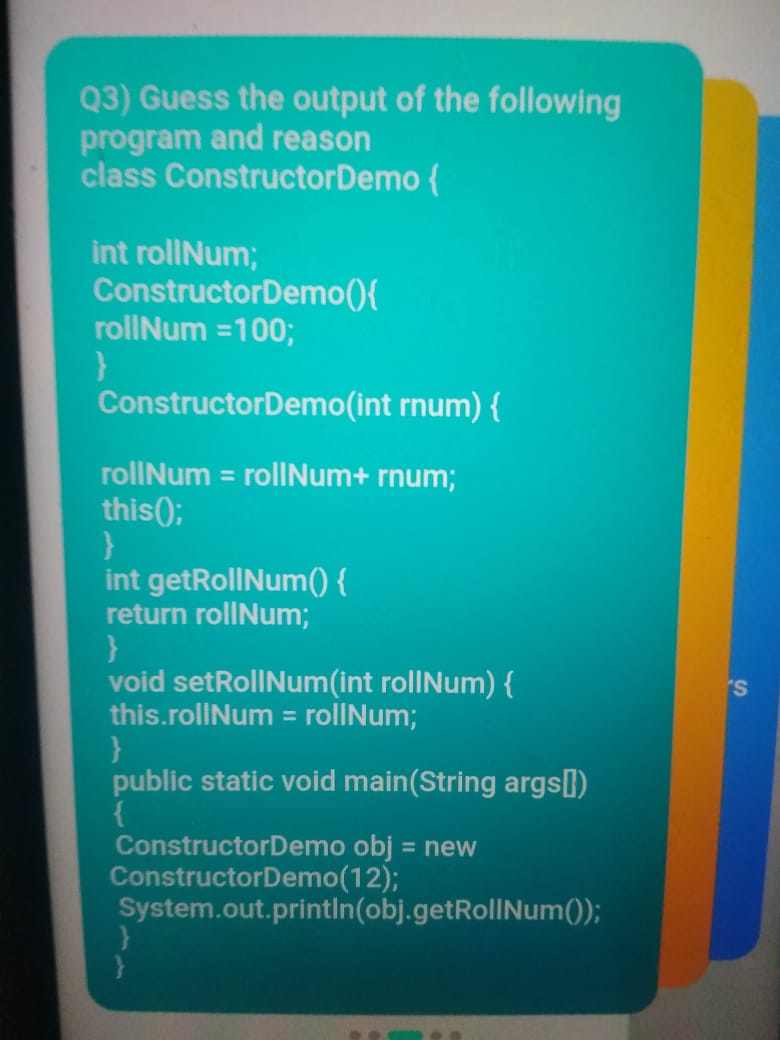 Q3) Guess the output of the following
program and reason
class ConstructorDemo {
int rollNum;
ConstructorDemo(){
rollNum =100;
}
ConstructorDemo(int rnum) {
rollNum = rollNum+ rnum;
this();
}
int getRollNum() {
return rollNum;
}
void setRollNum(int rollNum) {
this.rollNum = rollNum;
}
public static void main(String args[])
{
ConstructorDemo obj = new
ConstructorDemo(12);
System.out.println(obj.getRollNum());
}
}
rs